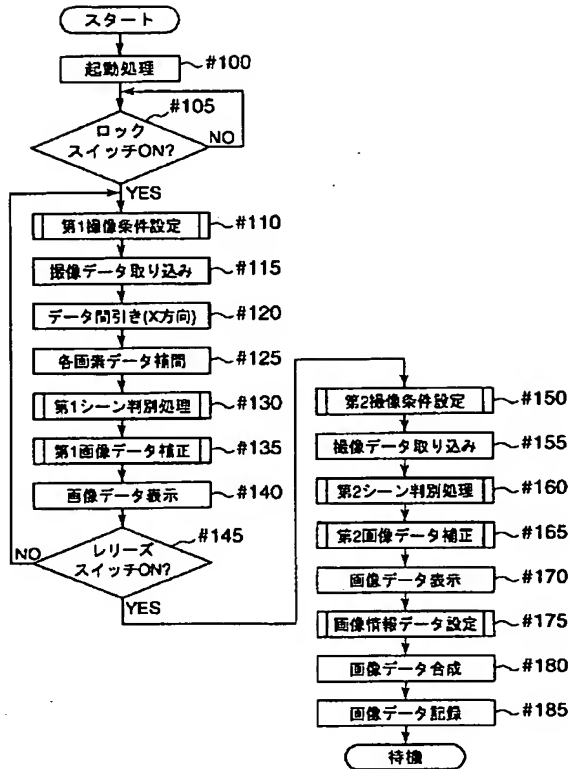 スタート
起動処理
#100
#105
ロック
スイッチON?
NO
YES
第1撮像条件設定
#110
撮像データ取り込み
#115
データ間引き(X方向)
#120
各画素データ補間
#125
第1シーン判別処理
#130
第1画像データ補正
#135
画像データ表示
#140
#145
レリーズ
スイッチON?
NO
YES
第2撮像条件設定
#150
撮像データ取り込み
#155
第2シーン判別処理
#160
第2画像データ補正
#165
画像データ表示
#170
画像情報データ設定
#175
画像データ合成
#180
画像データ記録
#185
待機